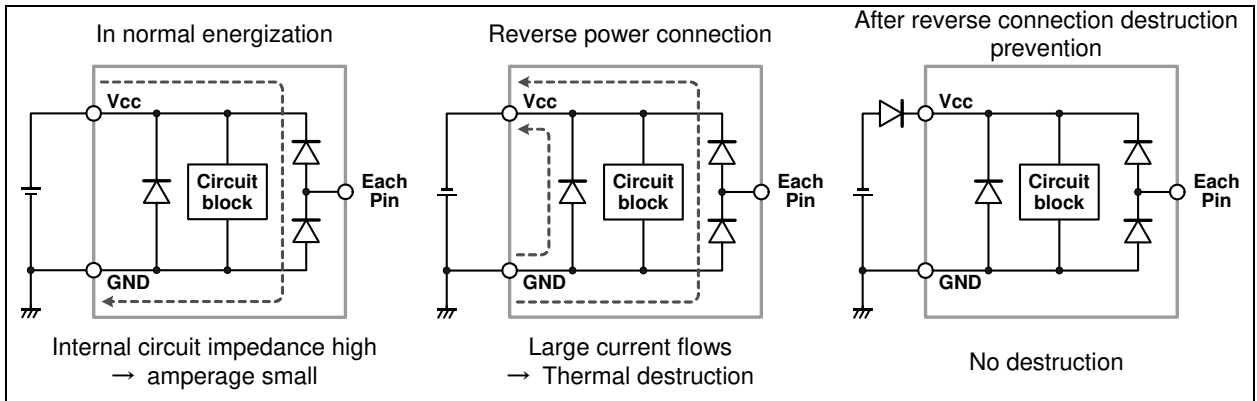 In normal energization
Vcc
Circuit
block
Each
Pin
GND
Internal circuit impedance high
→ amperage small
Reverse power connection
Vcc
Circuit
block
Each
Pin
GND
Large current flows
→ Thermal destruction
After reverse connection destruction
prevention
Vcc
Circuit
block
Each
Pin
GND
No destruction